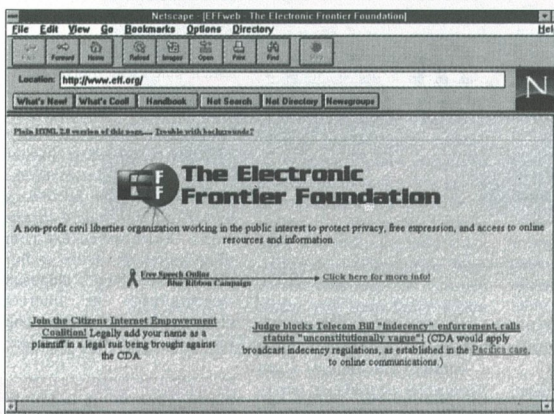 Netscape - [EFFweb - The Electronic Frontier Foundation]
File Edit View Go Bookmarks Options Directory Hel
Back Forward Home Reload Images Open Print Find
Location: http://www.eff.org/
What's New! What's Cool! Handbook Net Search Net Directory Newsgroups
N
Plain HTML 2.0 version of this page.... Trouble with backgrounds?
EFF
The Electronic
Frontier Foundation
A non-profit civil liberties organization working in the public interest to protect privacy, free expression, and access to online
resources and information.
Free Speech Online
Blue Ribbon Campaign
Click here for more info!
Join the Citizens Internet Empowerment
Coalition! Legally add your name as a
plaintiff in a legal suit being brought against
the CDA.
Judge blocks Telecom Bill "indecency" enforcement, calls
statute "unconstitutionally vague"! (CDA would apply
broadcast indecency regulations, as established in the Pacifica case,
to online communications.)